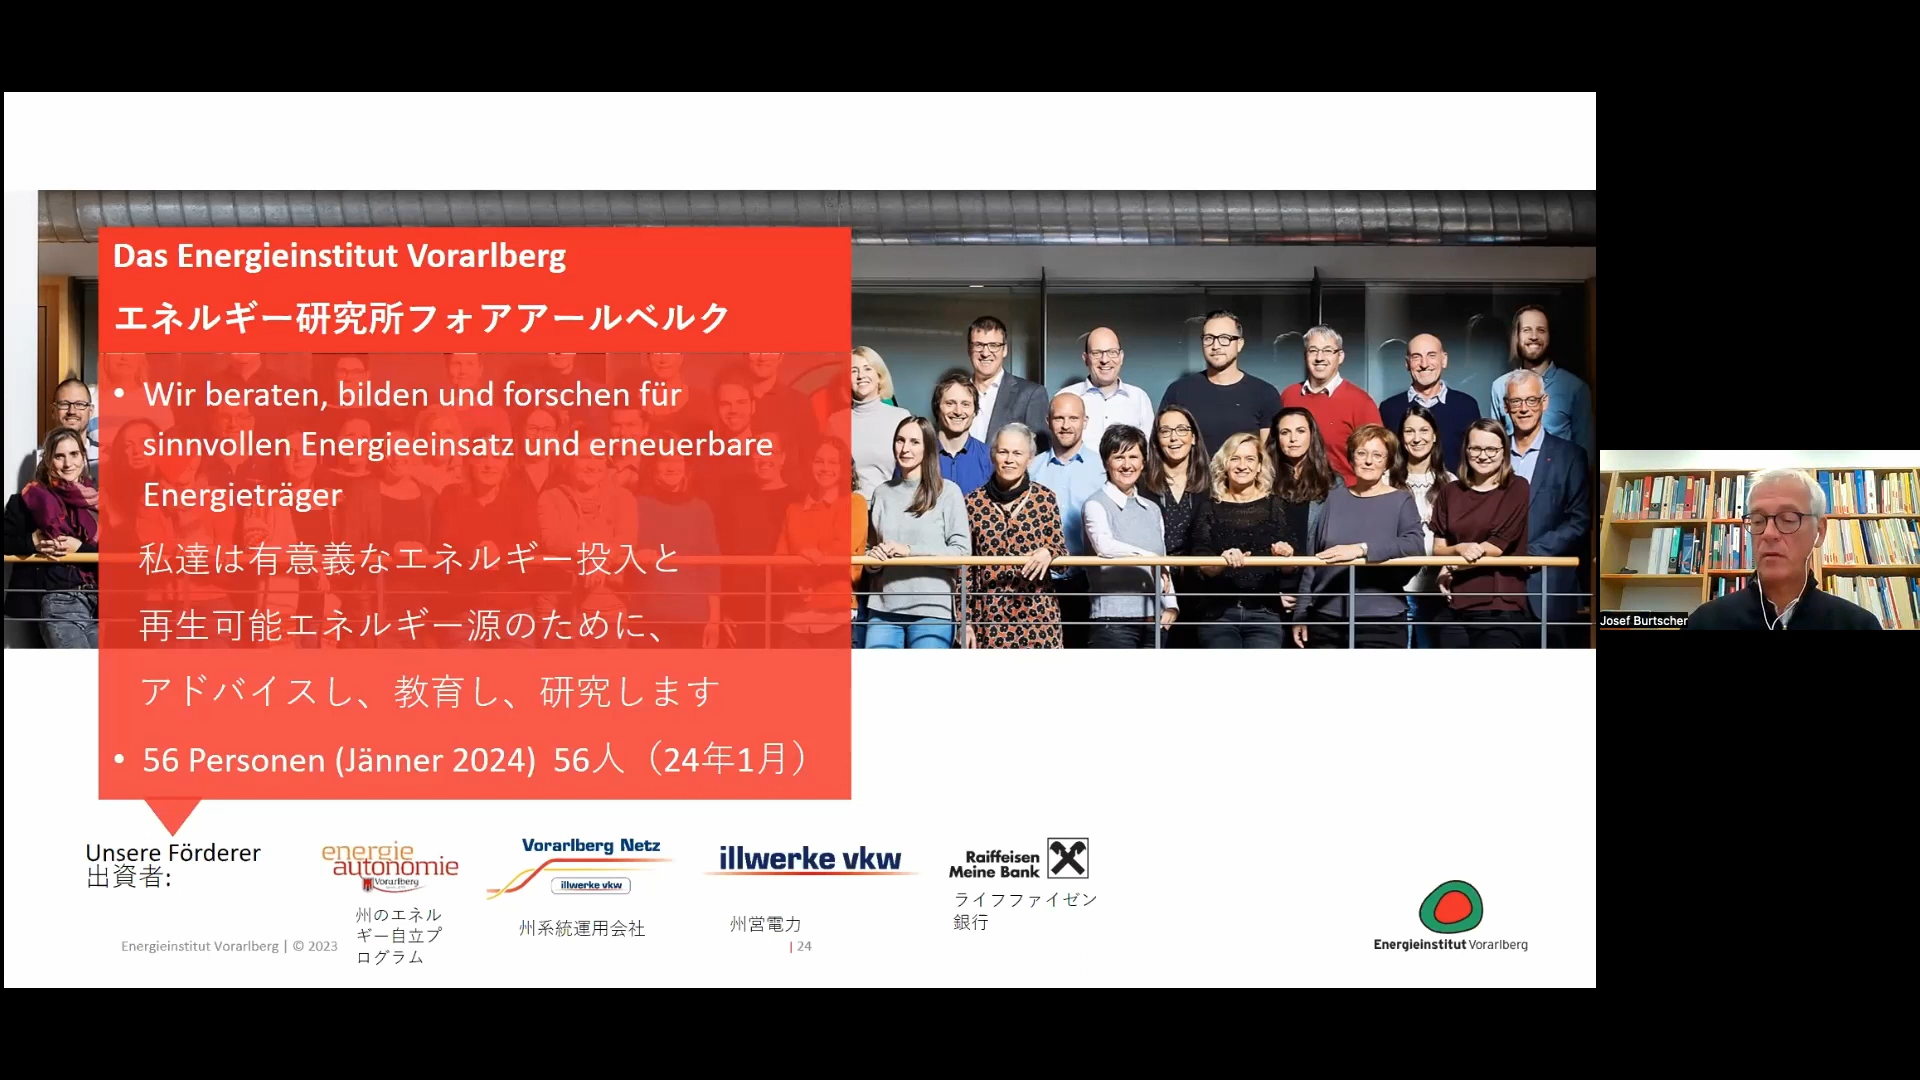 Das Energieinstitut Vorarlberg
エネルギー研究所フォアアールベルク
• Wir beraten, bilden und forschen für
sinnvollen Energieeinsatz und erneuerbare
Energieträger
私達は有意義なエネルギー投入と
再生可能エネルギー源のために、
アドバイスし、教育し、研究します
• 56 Personen (Jänner 2024) 56人（24年1月）
Unsere Förderer
出資者:
energie
autonomie
Vorarlberg
州のエネル
ギー自立プ
ログラム
Vorarlberg Netz
illwerke vkw
州系統運用会社
illwerke vkw
州営電力
Raiffeisen
Meine Bank
ライフファイゼン
銀行
Energieinstitut Vorarlberg | © 2023
| 24
Energieinstitut Vorarlberg
Josef Burtscher